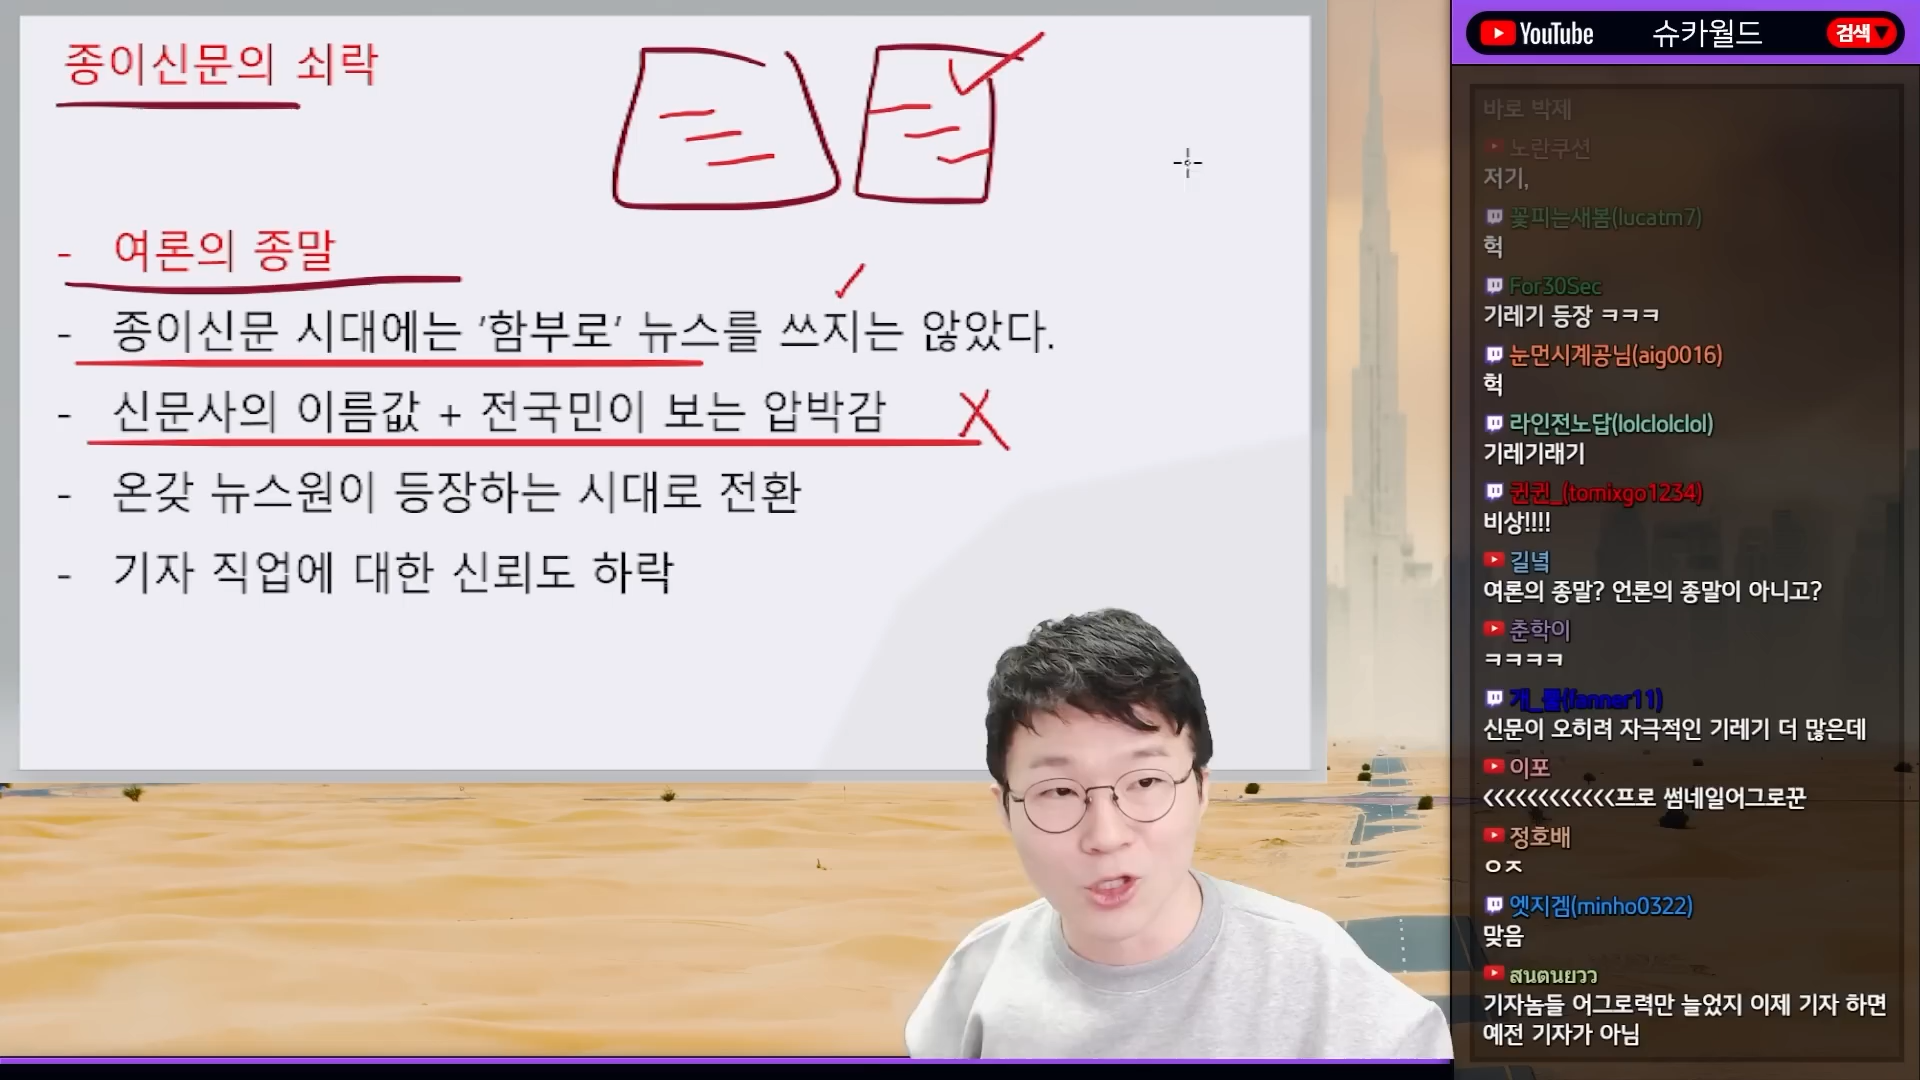 종이신문의 쇠락
- 여론의 종말
- 종이신문 시대에는 '함부로' 뉴스를 쓰지는 않았다.
- 신문사의 이름값 + 전국민이 보는 압박감
- 온갖 뉴스원이 등장하는 시대로 전환
- 기자 직업에 대한 신뢰도 하락
YouTube 슈카월드 검색
바로 박제
노란쿠션
저기,
꽃피는새봄(lucatm7)
헉
For30Sec
기레기 등장 ㅋㅋㅋ
눈먼시계공님(aig0016)
헉
라인전노답(lolclolclol)
기레기래기
퀸퀸_(tomixgo1234)
비상!!!!
길녘
여론의 종말? 언론의 종말이 아니고?
춘학이
ㅋㅋㅋㅋ
(fanner11)
신문이 오히려 자극적인 기레기 더 많은데
이포
<<<<<<<<<<<<프로 썸네일어그로꾼
정호배
ㅇㅈ
엣지겜(minho0322)
맞음
สนตนยวว
기자놈들 어그로력만 늘었지 이제 기자 하면
예전 기자가 아님